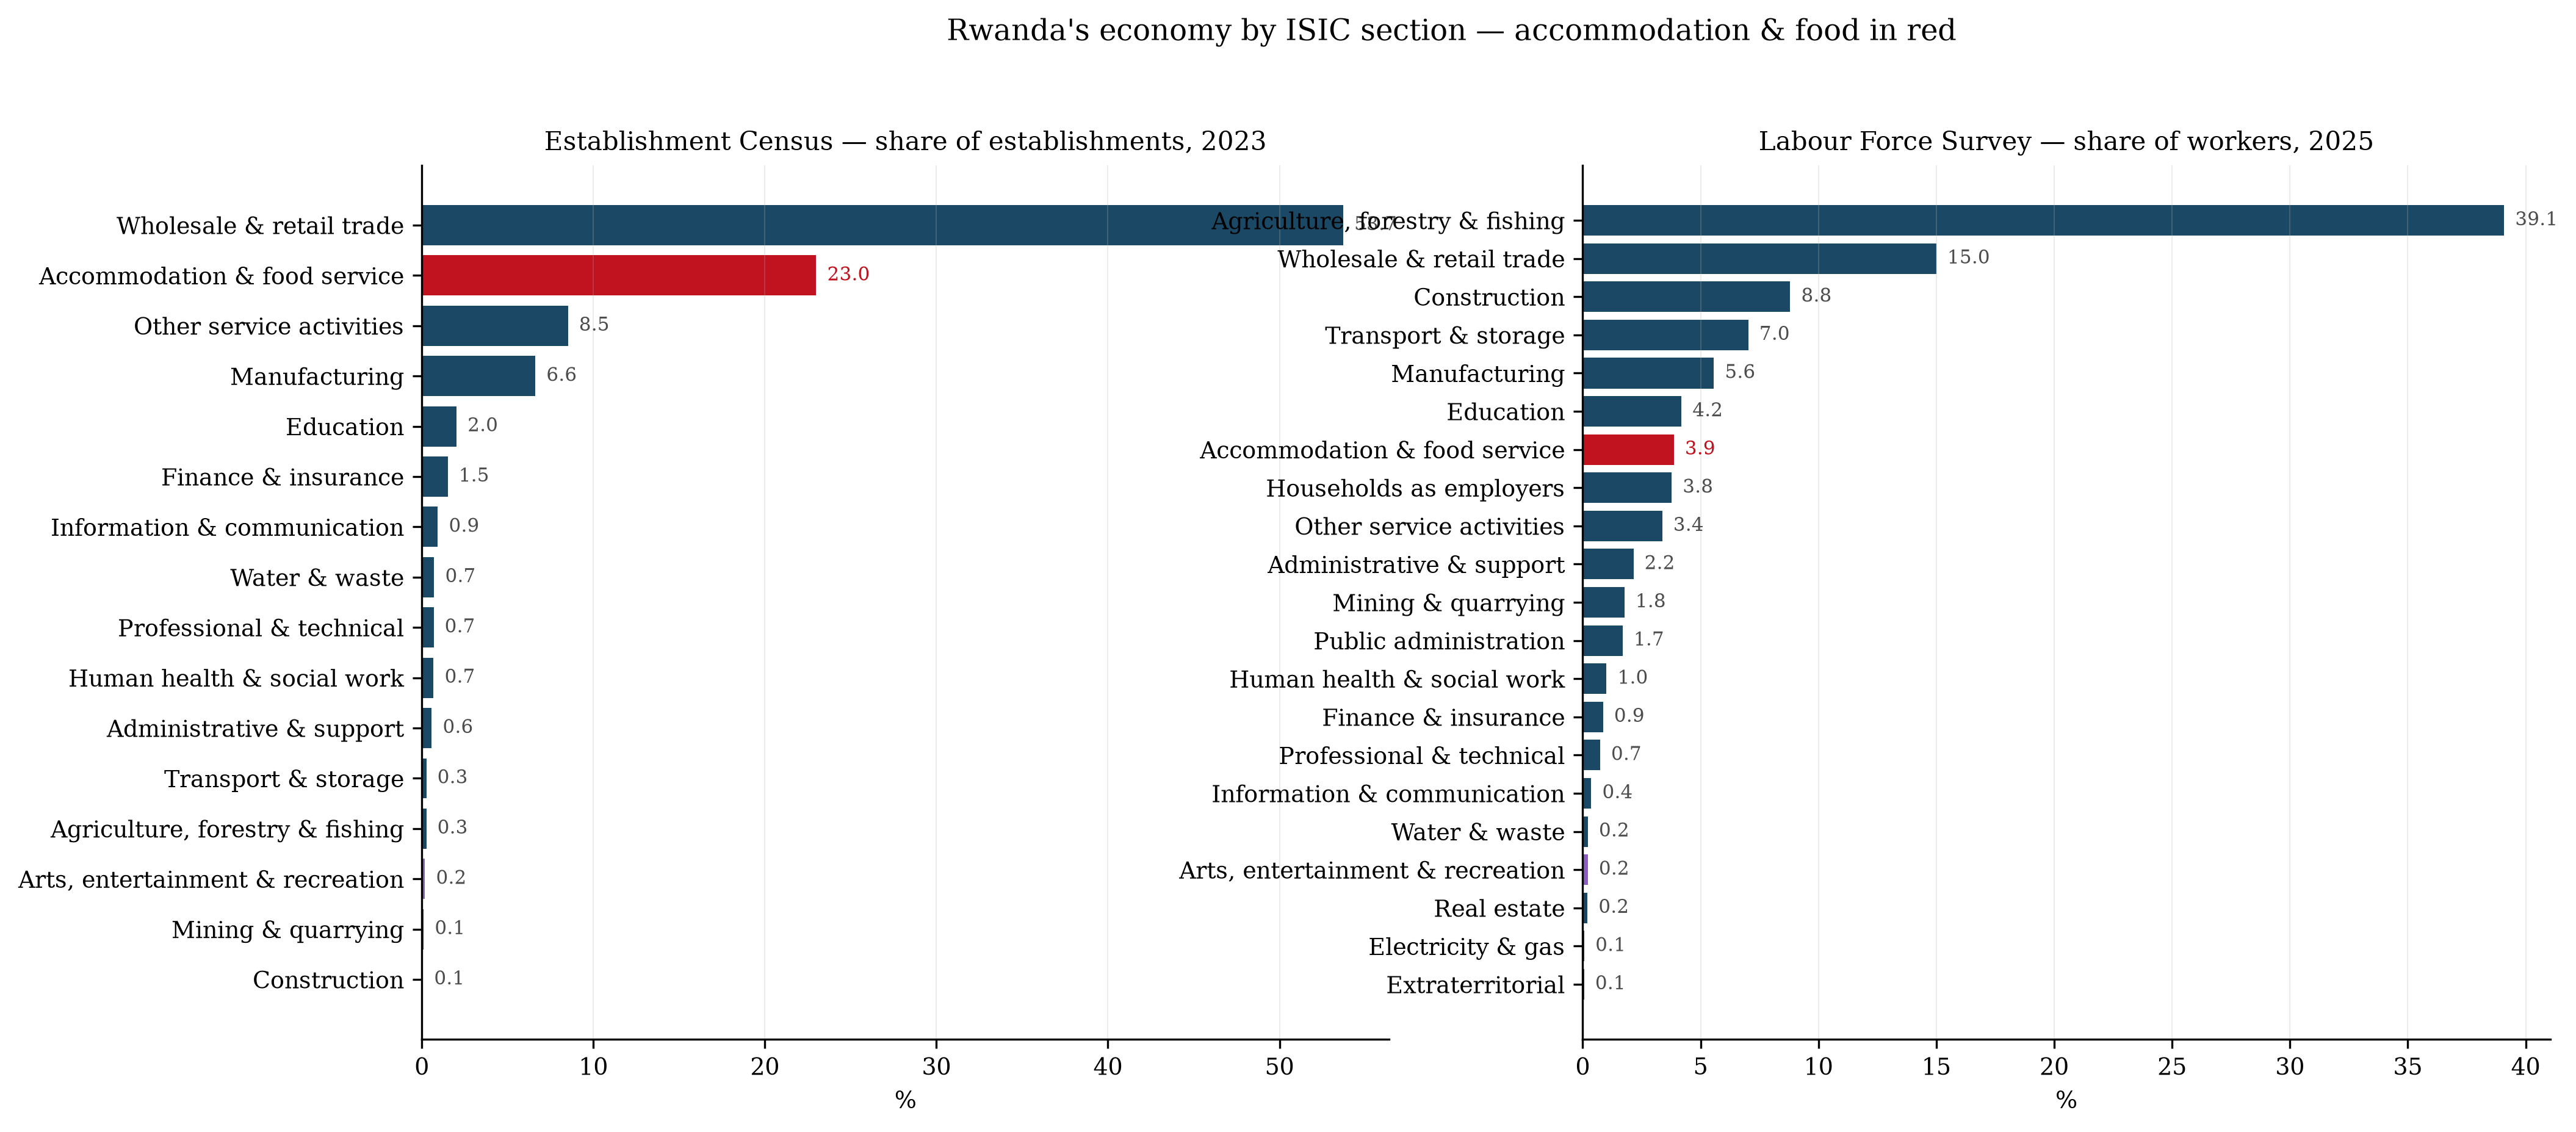 Rwanda's economy by ISIC section — accommodation & food in red
Establishment Census — share of establishments, 2023
Wholesale & retail trade 53.7
Accommodation & food service 23.0
Other service activities 8.5
Manufacturing 6.6
Education 2.0
Finance & insurance 1.5
Information & communication 0.9
Water & waste 0.7
Professional & technical 0.7
Human health & social work 0.7
Administrative & support 0.6
Transport & storage 0.3
Agriculture, forestry & fishing 0.3
Arts, entertainment & recreation 0.2
Mining & quarrying 0.1
Construction 0.1
0 10 20 30 40 50
%
Labour Force Survey — share of workers, 2025
Agriculture, forestry & fishing 39.1
Wholesale & retail trade 15.0
Construction 8.8
Transport & storage 7.0
Manufacturing 5.6
Education 4.2
Accommodation & food service 3.9
Households as employers 3.8
Other service activities 3.4
Administrative & support 2.2
Mining & quarrying 1.8
Public administration 1.7
Human health & social work 1.0
Finance & insurance 0.9
Professional & technical 0.7
Information & communication 0.4
Water & waste 0.2
Arts, entertainment & recreation 0.2
Real estate 0.2
Electricity & gas 0.1
Extraterritorial 0.1
0 5 10 15 20 25 30 35 40
%